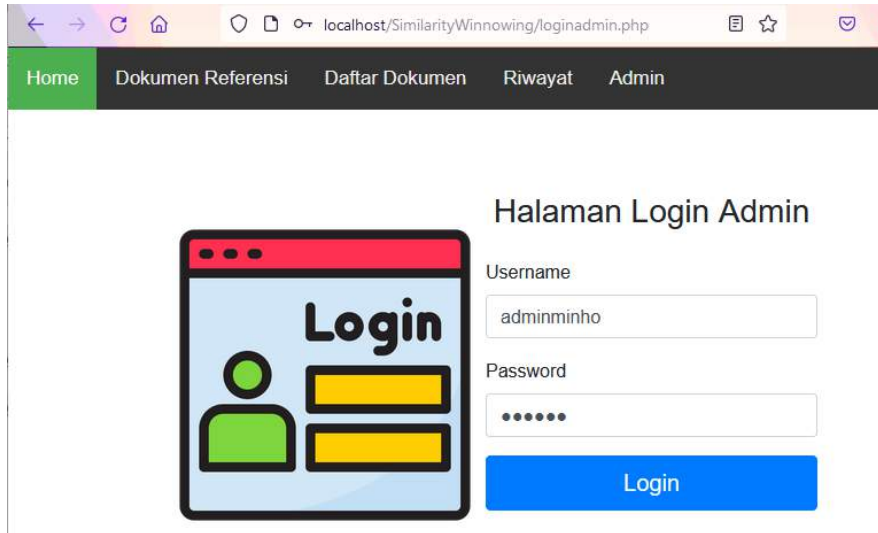 localhost/SimilarityWinnowing/loginadmin.php
Home Dokumen Referensi Daftar Dokumen Riwayat Admin
Halaman Login Admin
Login
Username
adminminho
Password
••••••
Login